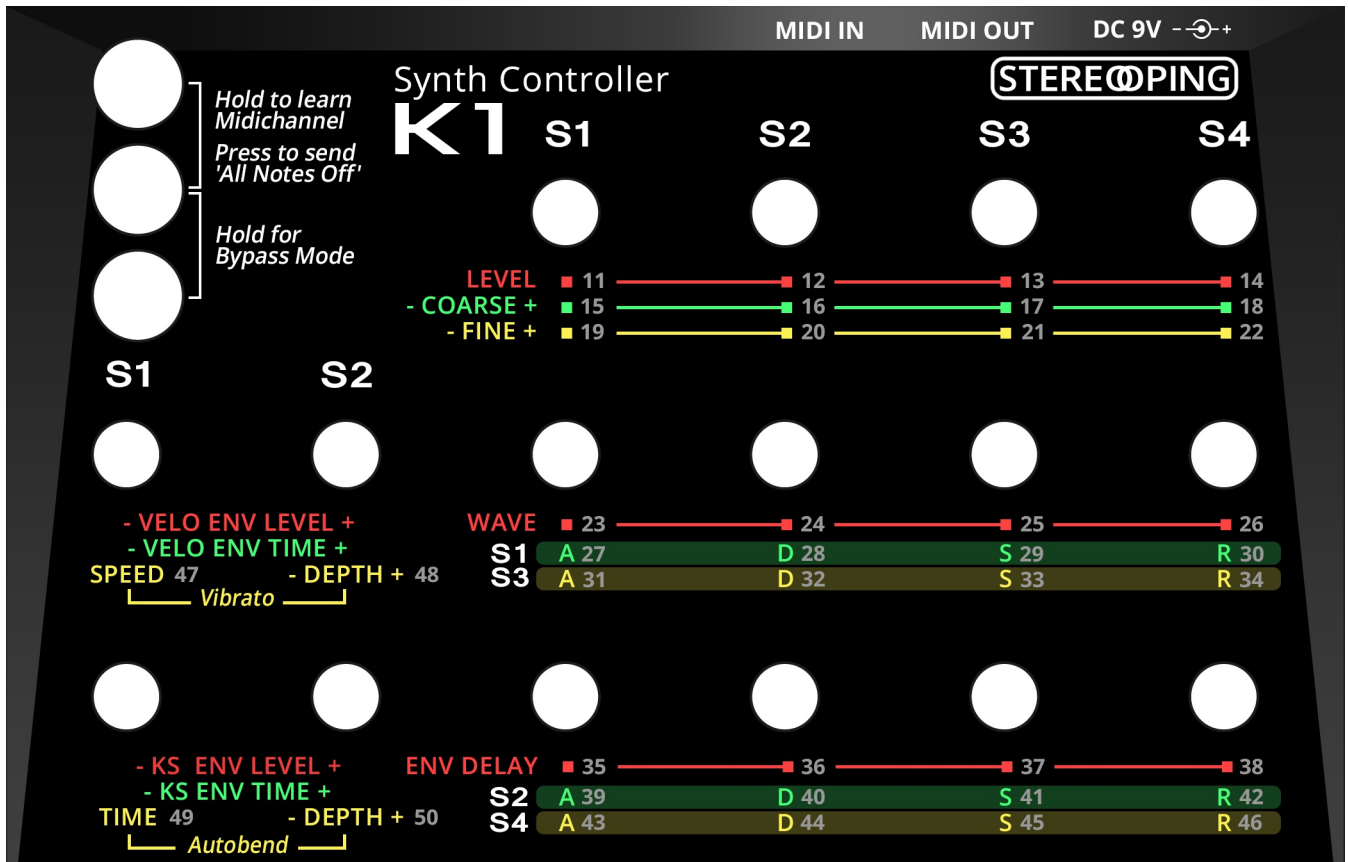 MIDI IN MIDI OUT DC 9V - +
Synth Controller
STEREOOPING
K1
Hold to learn
Midichannel
Press to send
'All Notes Off'
Hold for
Bypass Mode
S1 S2 S3 S4
LEVEL 11 12 13 14
- COARSE + 15 16 17 18
- FINE + 19 20 21 22
S1 S2
- VELO ENV LEVEL +
- VELO ENV TIME +
SPEED 47 - DEPTH + 48
Vibrato
WAVE 23 24 25 26
S1 A 27 D 28 S 29 R 30
S3 A 31 D 32 S 33 R 34
- KS ENV LEVEL +
- KS ENV TIME +
TIME 49 - DEPTH + 50
Autobend
ENV DELAY 35 36 37 38
S2 A 39 D 40 S 41 R 42
S4 A 43 D 44 S 45 R 46